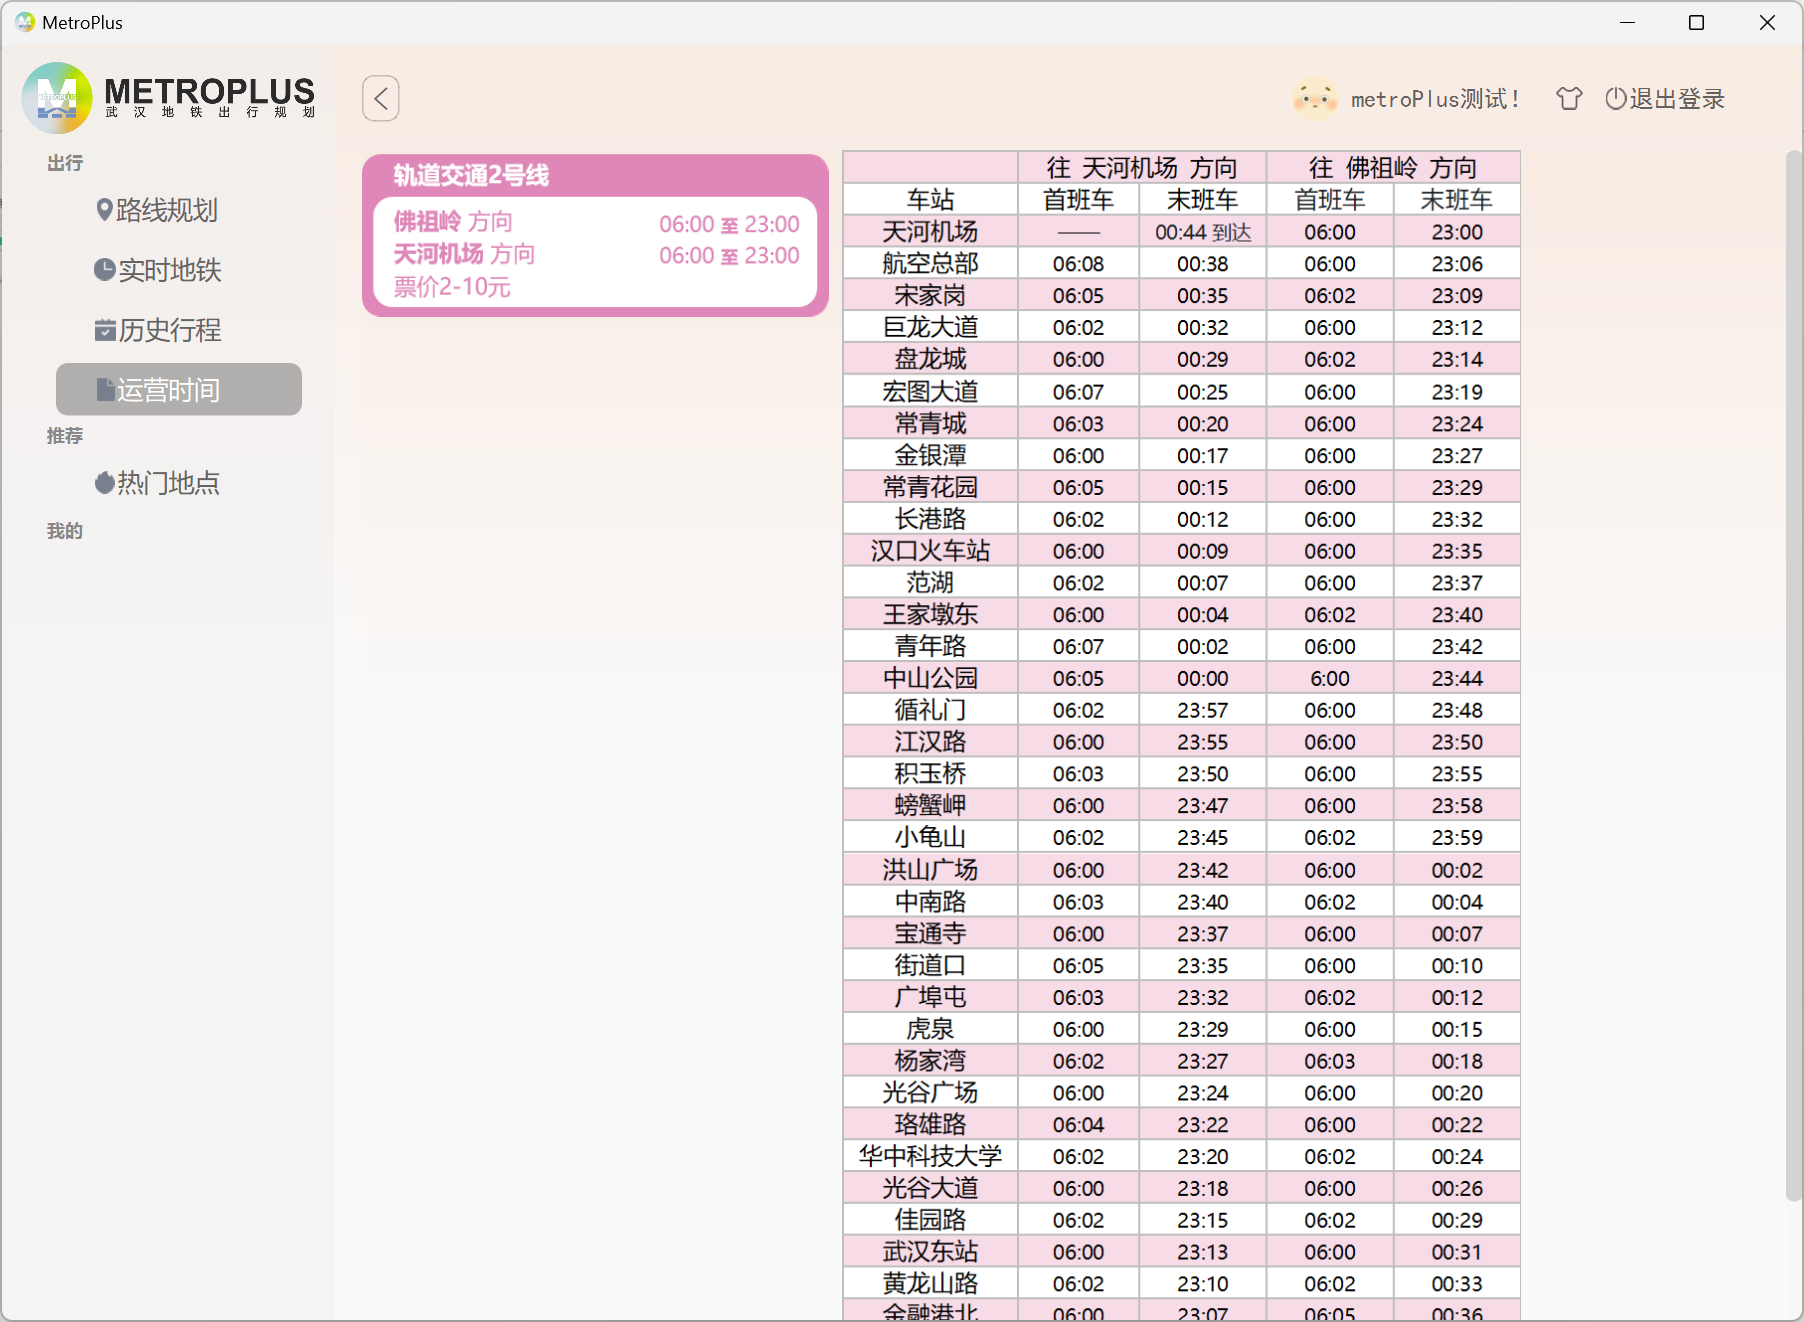 MetroPlus
METROPLUS
武汉地铁出行规划
metroPlus测试!
退出登录
出行
路线规划
实时地铁
历史行程
运营时间
推荐
热门地点
我的
轨道交通2号线
佛祖岭 方向 06:00 至 23:00
天河机场 方向 06:00 至 23:00
票价2-10元
往 天河机场 方向 往 佛祖岭 方向
车站 首班车 末班车 首班车 末班车
天河机场 —— 00:44 到达 06:00 23:00
航空总部 06:08 00:38 06:00 23:06
宋家岗 06:05 00:35 06:02 23:09
巨龙大道 06:02 00:32 06:00 23:12
盘龙城 06:00 00:29 06:02 23:14
宏图大道 06:07 00:25 06:00 23:19
常青城 06:03 00:20 06:00 23:24
金银潭 06:00 00:17 06:00 23:27
常青花园 06:05 00:15 06:00 23:29
长港路 06:02 00:12 06:00 23:32
汉口火车站 06:00 00:09 06:00 23:35
范湖 06:02 00:07 06:00 23:37
王家墩东 06:00 00:04 06:02 23:40
青年路 06:07 00:02 06:00 23:42
中山公园 06:05 00:00 6:00 23:44
循礼门 06:02 23:57 06:00 23:48
江汉路 06:00 23:55 06:00 23:50
积玉桥 06:03 23:50 06:00 23:55
螃蟹岬 06:00 23:47 06:00 23:58
小龟山 06:02 23:45 06:02 23:59
洪山广场 06:00 23:42 06:00 00:02
中南路 06:03 23:40 06:02 00:04
宝通寺 06:00 23:37 06:00 00:07
街道口 06:05 23:35 06:00 00:10
广埠屯 06:03 23:32 06:02 00:12
虎泉 06:00 23:29 06:00 00:15
杨家湾 06:02 23:27 06:03 00:18
光谷广场 06:00 23:24 06:00 00:20
珞雄路 06:04 23:22 06:00 00:22
华中科技大学 06:02 23:20 06:02 00:24
光谷大道 06:00 23:18 06:00 00:26
佳园路 06:02 23:15 06:02 00:29
武汉东站 06:00 23:13 06:00 00:31
黄龙山路 06:02 23:10 06:02 00:33
金融港北 06:00 23:07 06:05 00:36